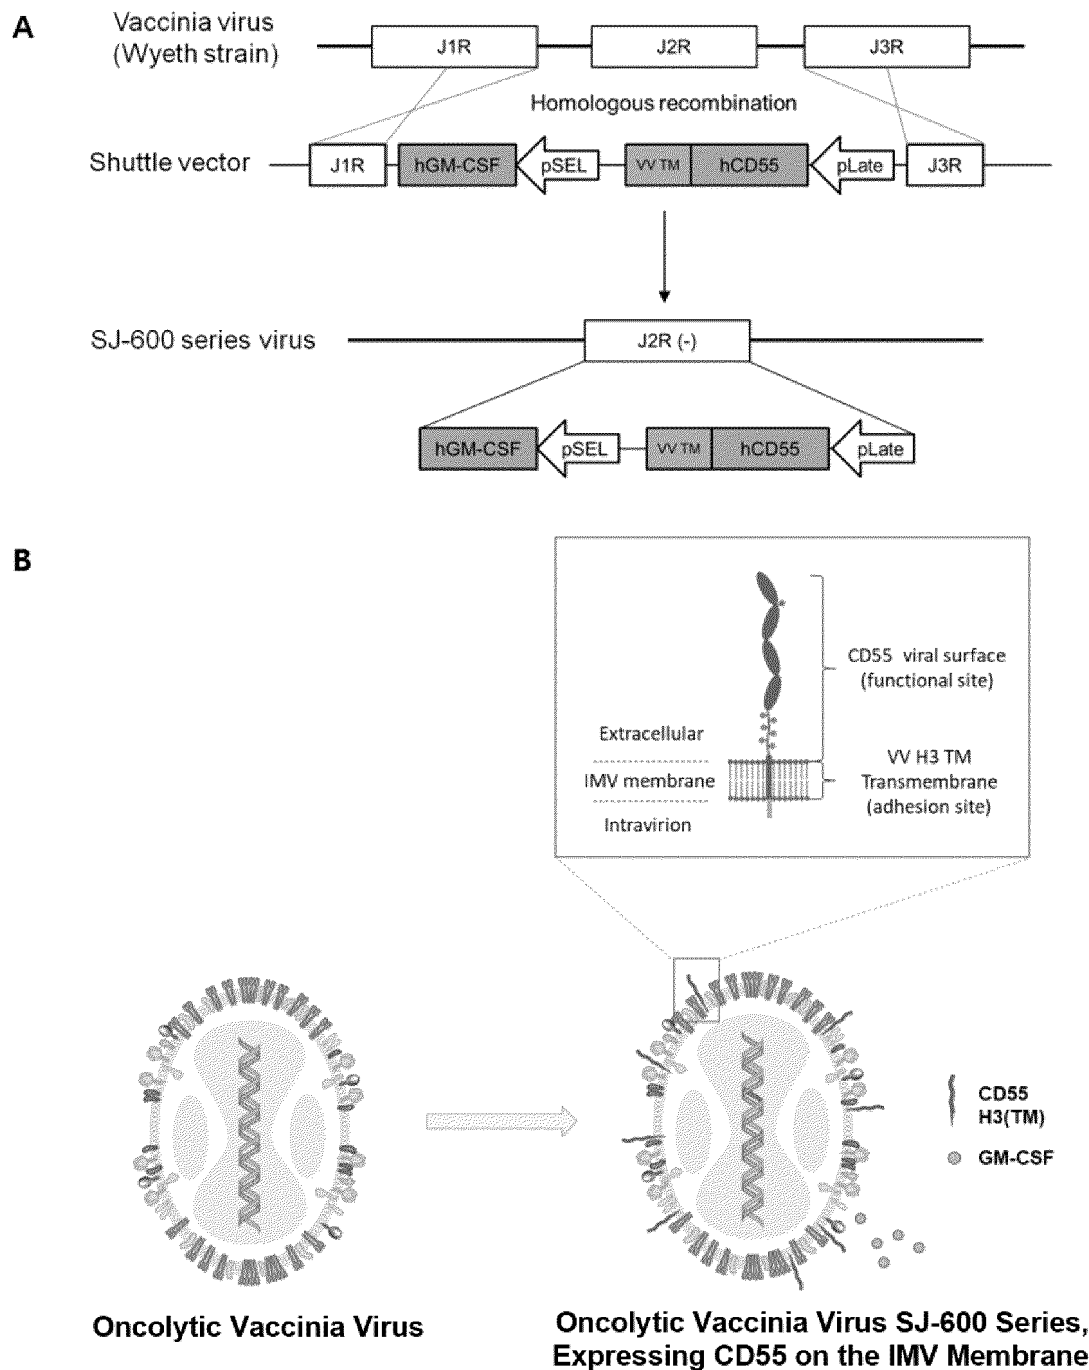 A
Vaccinia virus
(Wyeth strain)
J1R
J2R
J3R
Homologous recombination
Shuttle vector
J1R
hGM-CSF
pSEL
VV TM
hCD55
pLate
J3R
SJ-600 series virus
J2R (-)
hGM-CSF
pSEL
VV TM
hCD55
pLate
B
CD55 viral surface
(functional site)
Extracellular
IMV membrane
Intravirion
VV H3 TM
Transmembrane
(adhesion site)
CD55
H3(TM)
GM-CSF
Oncolytic Vaccinia Virus
Oncolytic Vaccinia Virus SJ-600 Series,
Expressing CD55 on the IMV Membrane